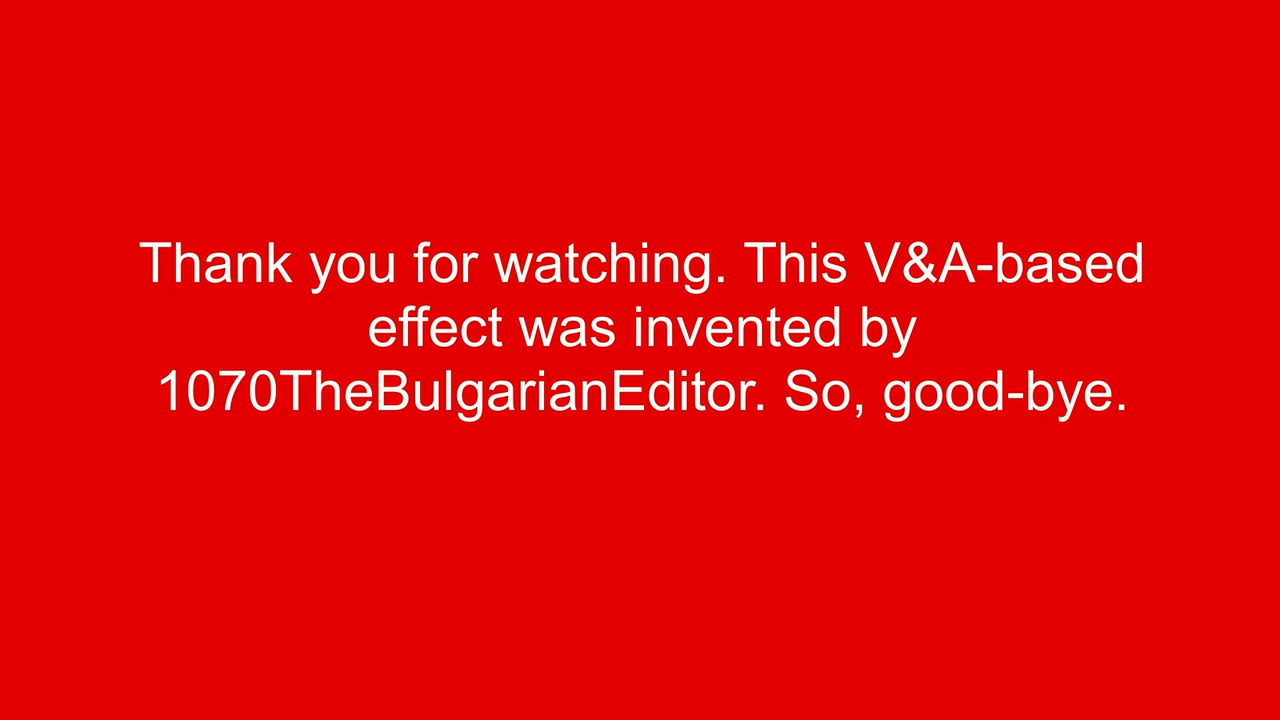 Thank you for watching. This V&A-based
effect was invented by
1070TheBulgarianEditor. So, good-bye.